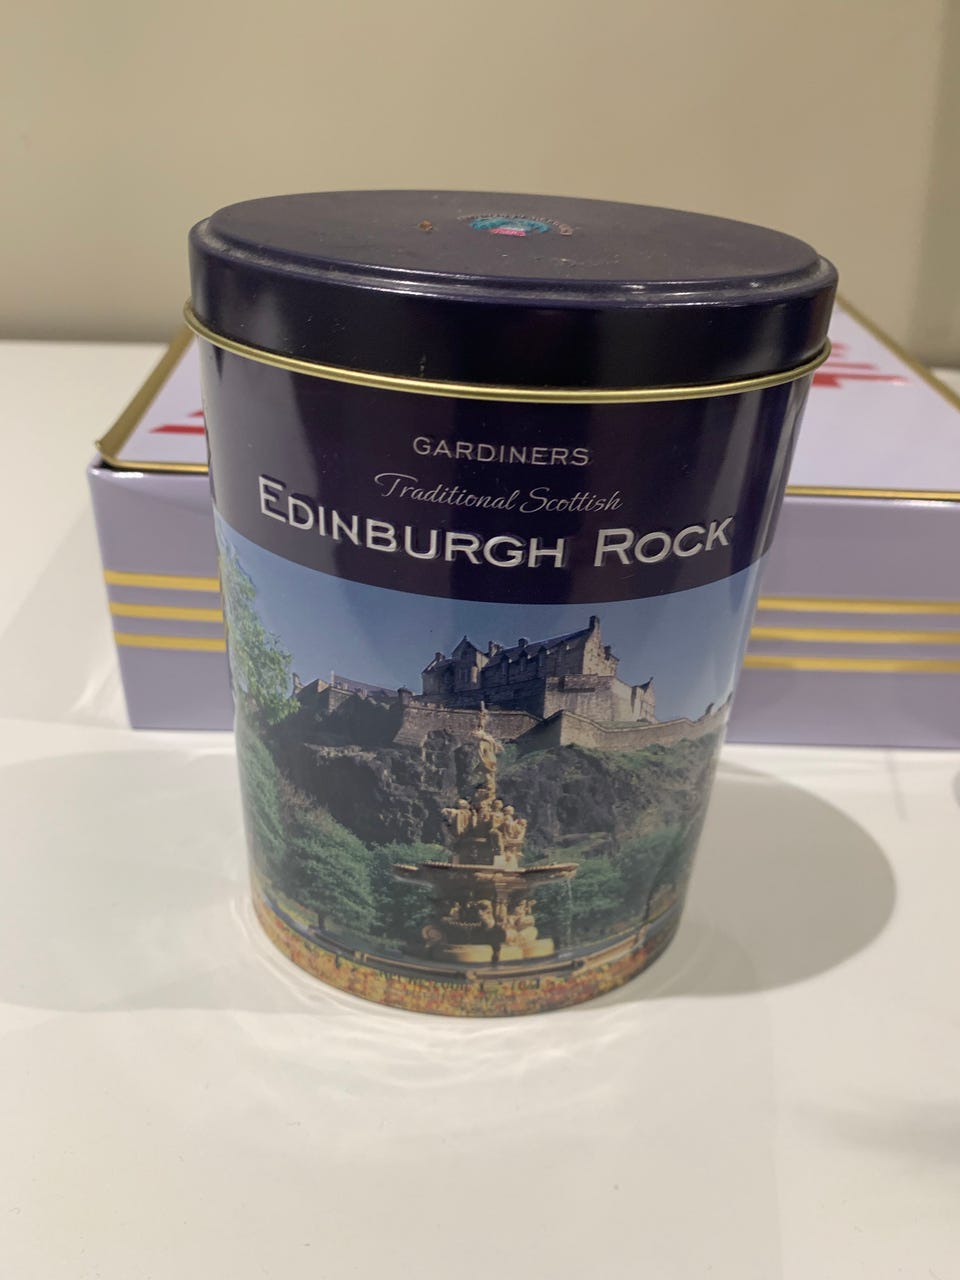 GARDINERS
Traditional Scottish
EDINBURGH ROCK